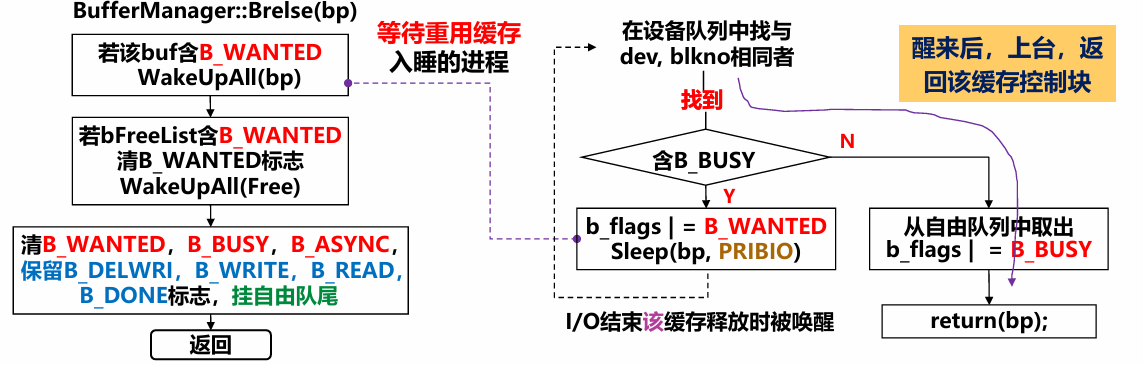 BufferManager::Brelse(bp)
若该buf含B_WANTED
WakeUpAll(bp)
若bFreeList含B_WANTED
清B_WANTED标志
WakeUpAll(Free)
清B_WANTED，B_BUSY，B_ASYNC，
保留B_DELWRI，B_WRITE，B_READ，
B_DONE标志，挂自由队尾
返回
等待重用缓存
入睡的进程
在设备队列中找与
dev, blkno相同者
找到
含B_BUSY
N
Y
b_flags | = B_WANTED
Sleep(bp, PRIBIO)
I/O结束该缓存释放时被唤醒
醒来后，上台，返
回该缓存控制块
从自由队列中取出
b_flags | = B_BUSY
return(bp);